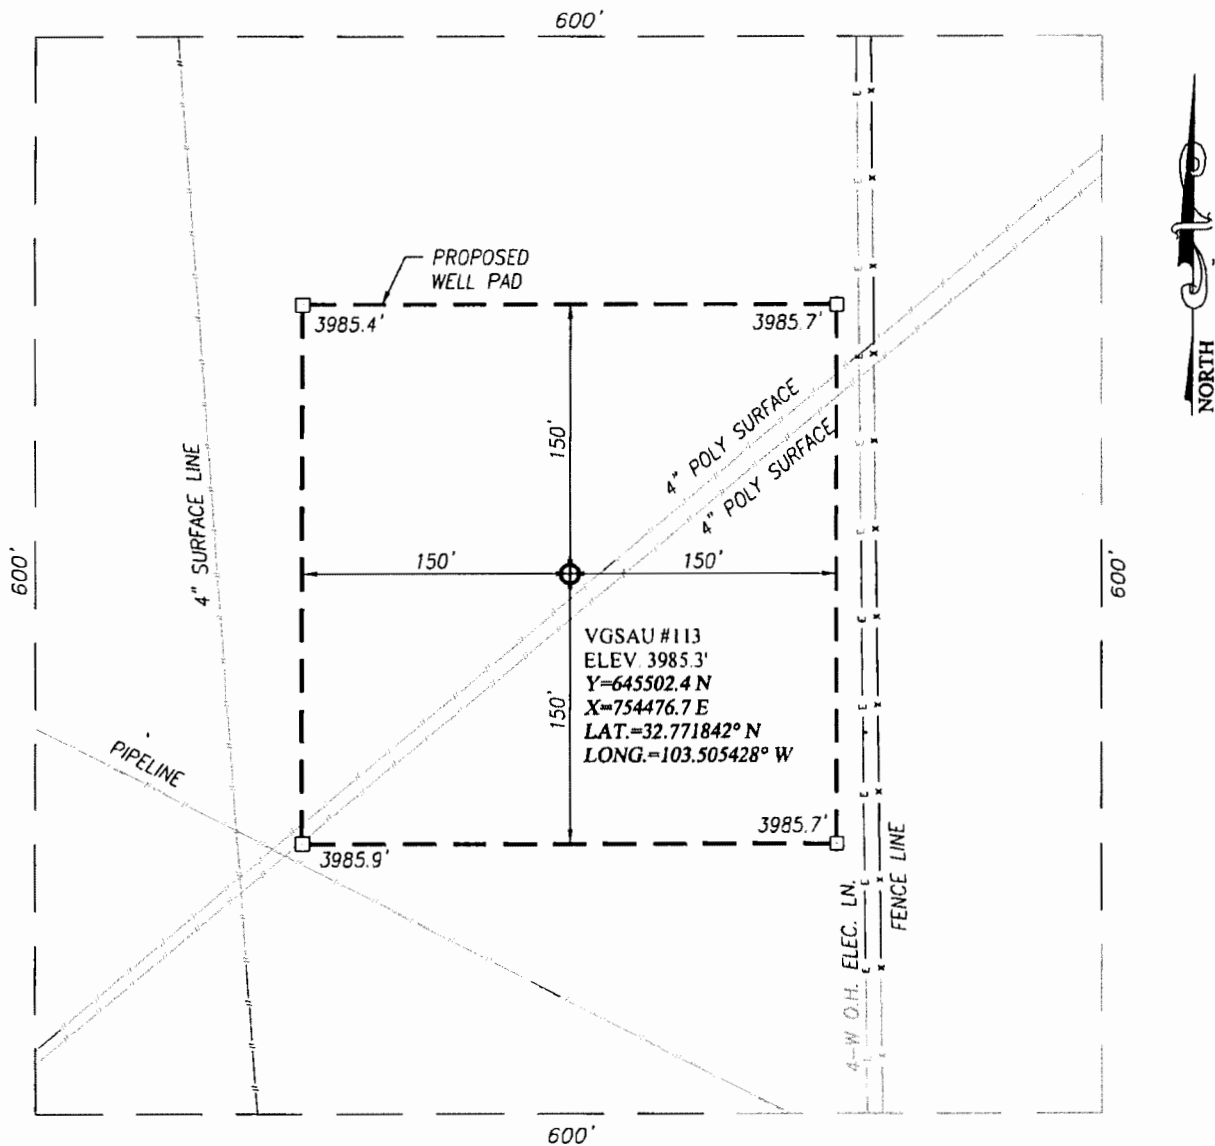 600'
PROPOSED
WELL PAD
3985.4'
3985.7'
NORTH
4" POLY SURFACE
4" POLY SURFACE
150'
4" SURFACE LINE
600'
150'
150'
600'
VGSAU #113
ELEV. 3985.3'
Y=645502.4 N
X=754476.7 E
LAT.=32.771842° N
LONG.=103.505428° W
150'
PIPELINE
3985.9'
3985.7'
4-W O.H. ELEC. LN.
FENCE LINE
600'